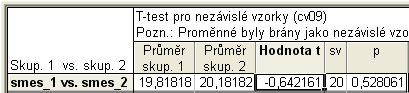 T-test pro nezávislé vzorky (cv09)
Pozn.: Proměnné byly brány jako nezávislé vzo
Skup. 1 vs. skup. 2 Průměr skup. 1 Průměr skup. 2 Hodnota t sv p
smes_1 vs. smes_2 19,81818 20,18182 -0,642161 20 0,528061